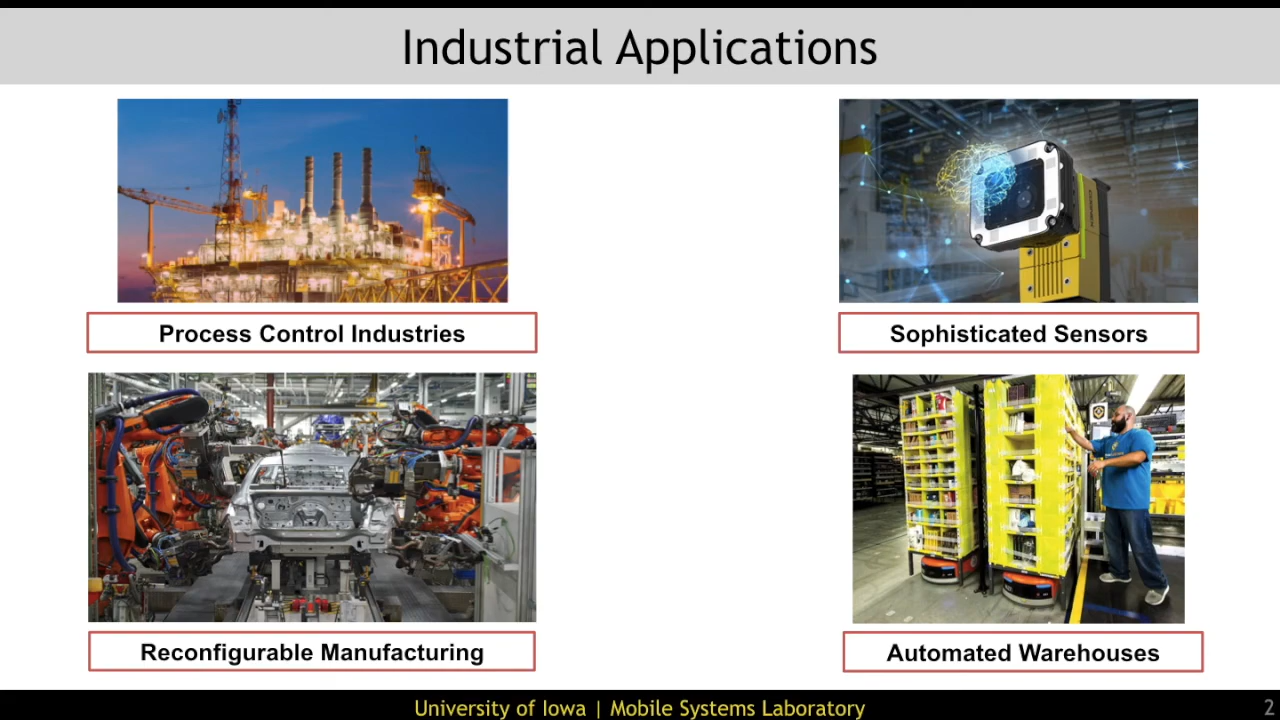 Industrial Applications
Process Control Industries
Sophisticated Sensors
Reconfigurable Manufacturing
Automated Warehouses
University of Iowa | Mobile Systems Laboratory
2